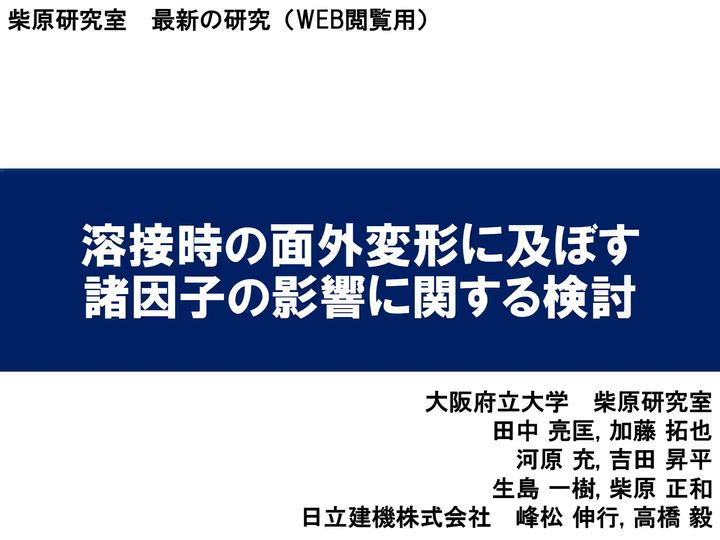 柴原研究室　最新の研究（WEB閲覧用）
溶接時の面外変形に及ぼす
諸因子の影響に関する検討
大阪府立大学　柴原研究室
田中 亮匡, 加藤 拓也
河原 充, 吉田 昇平
生島 一樹, 柴原 正和
日立建機株式会社　峰松 伸行, 高橋 毅